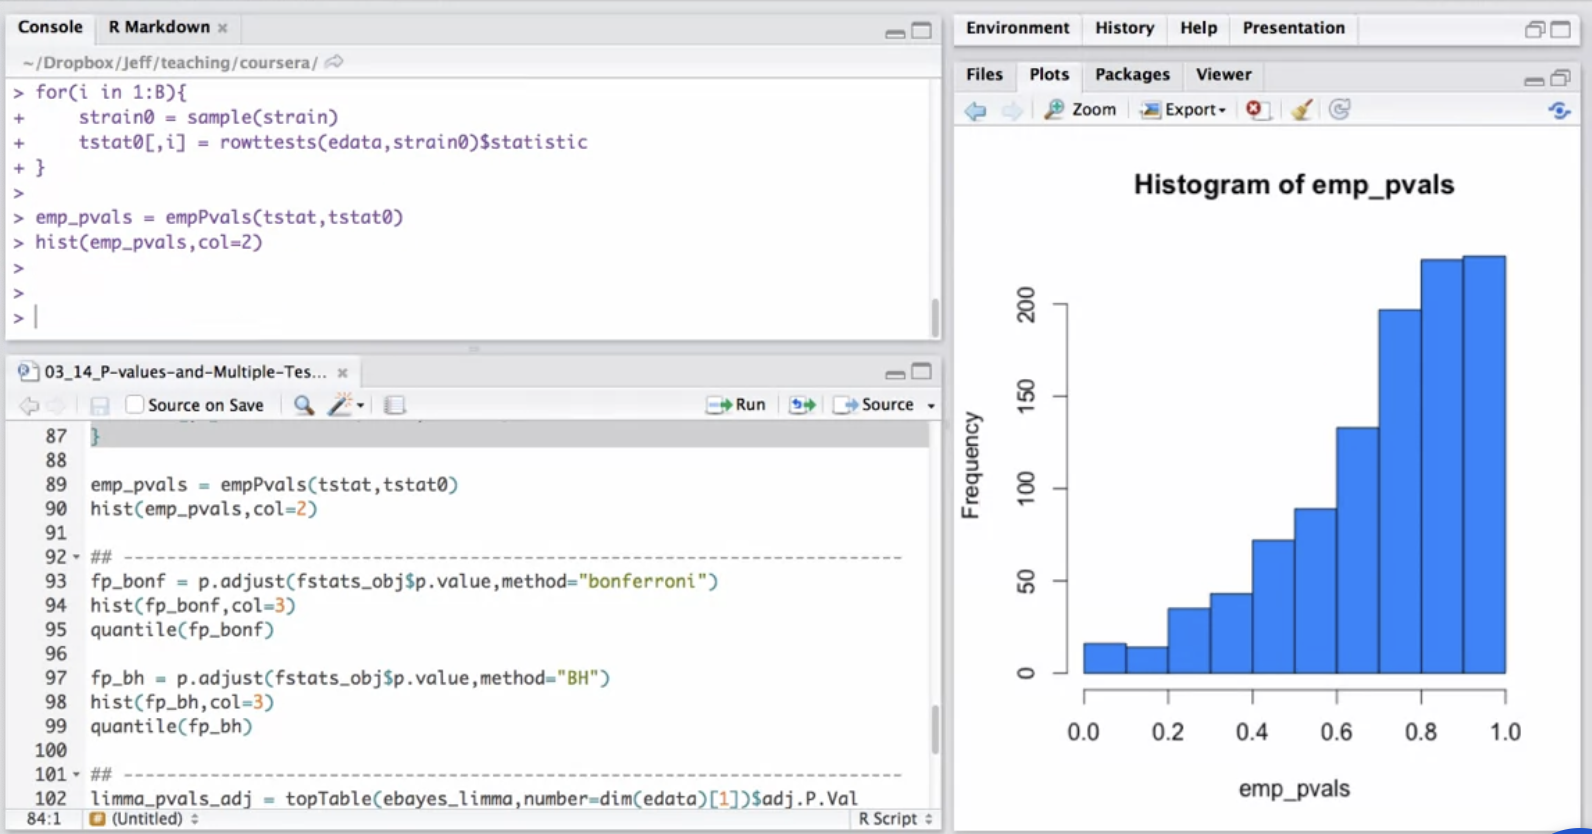 Console R Markdown
~/Dropbox/Jeff/teaching/coursera/
> for(i in 1:B){
+     strain0 = sample(strain)
+     tstat0[,i] = rowttests(edata,strain0)$statistic
+ }
>
> emp_pvals = empPvals(tstat,tstat0)
> hist(emp_pvals,col=2)
>
>
>
03_14_P-values-and-Multiple-Tes...
Source on Save Run Source
87 }
88
89 emp_pvals = empPvals(tstat,tstat0)
90 hist(emp_pvals,col=2)
91
92 ## ------------------------------------------------------------------------
93 fp_bonf = p.adjust(fstats_obj$p.value,method="bonferroni")
94 hist(fp_bonf,col=3)
95 quantile(fp_bonf)
96
97 fp_bh = p.adjust(fstats_obj$p.value,method="BH")
98 hist(fp_bh,col=3)
99 quantile(fp_bh)
100
101 ## ------------------------------------------------------------------------
102 limma_pvals_adj = topTable(ebayes_limma,number=dim(edata)[1])$adj.P.Val
84:1 (Untitled) R Script
Environment History Help Presentation
Files Plots Packages Viewer
Zoom Export
Histogram of emp_pvals
Frequency
200
150
100
50
0
0.0 0.2 0.4 0.6 0.8 1.0
emp_pvals